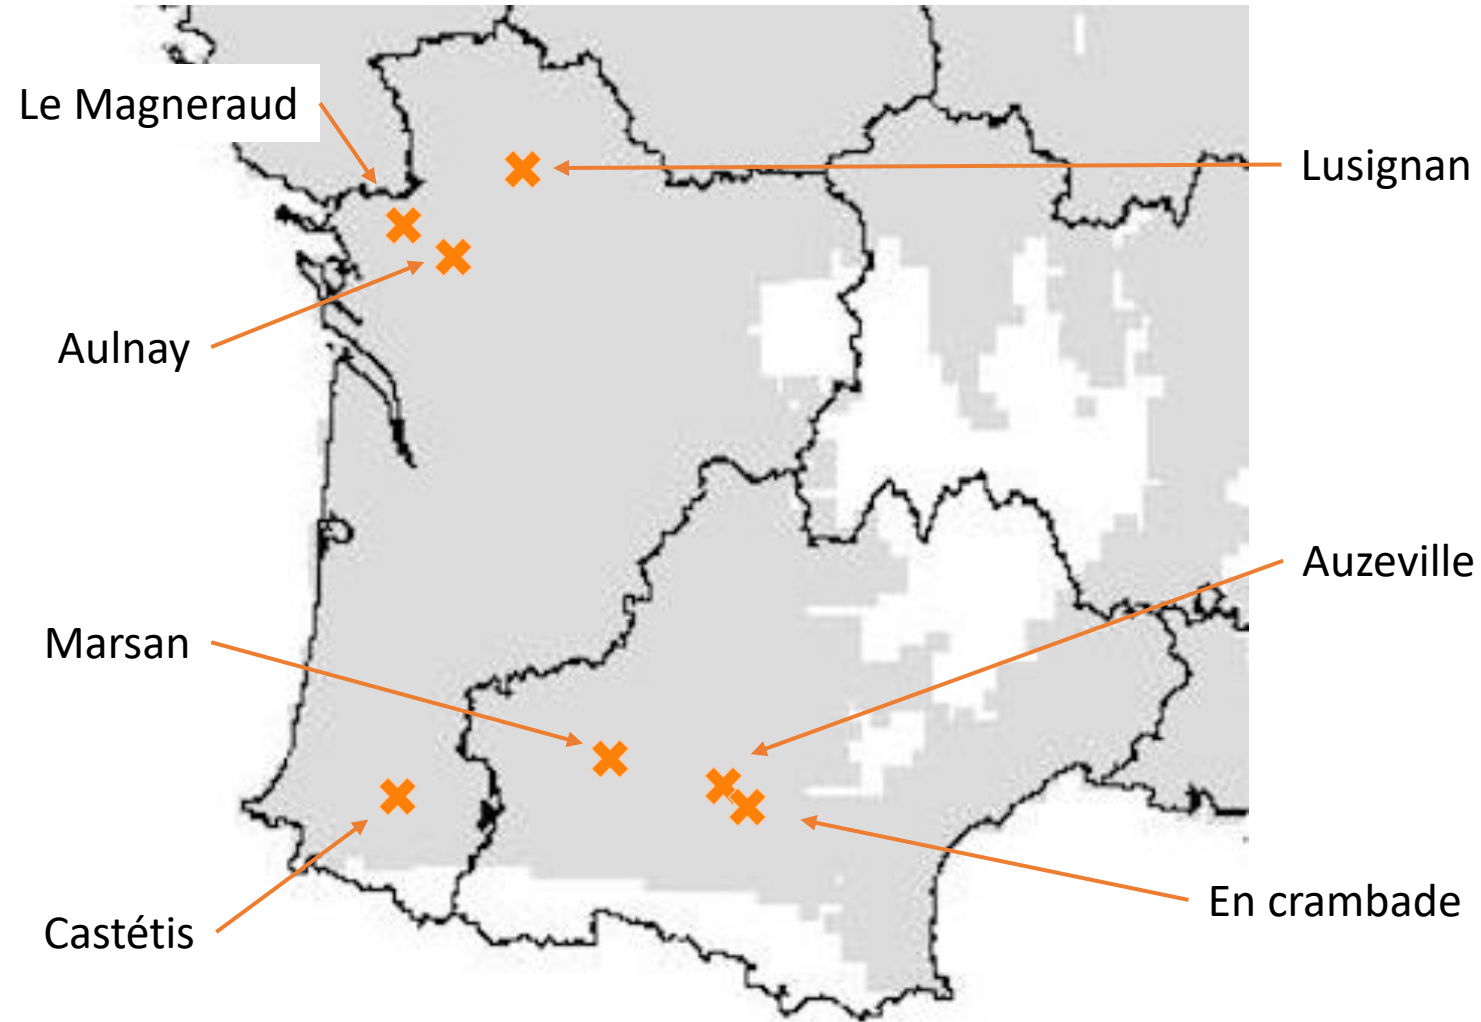 Le Magneraud
Lusignan
Aulnay
Auzeville
Marsan
En crambade
Castétis